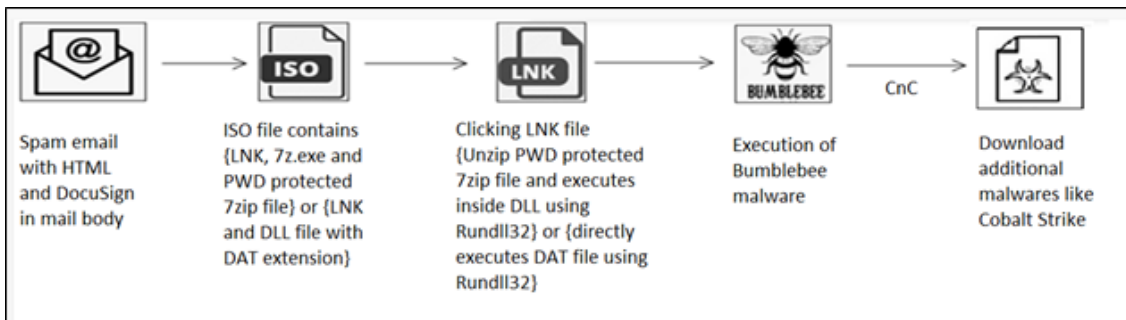 @
ISO
LNK
BUMBLEBEE
CnC
Spam email
with HTML
and DocuSign
in mail body
ISO file contains
{LNK, 7z.exe and
PWD protected
7zip file} or {LNK
and DLL file with
DAT extension}
Clicking LNK file
{Unzip PWD protected
7zip file and executes
inside DLL using
Rundll32} or {directly
executes DAT file using
Rundll32}
Execution of
Bumblebee
malware
Download
additional
malwares like
Cobalt Strike